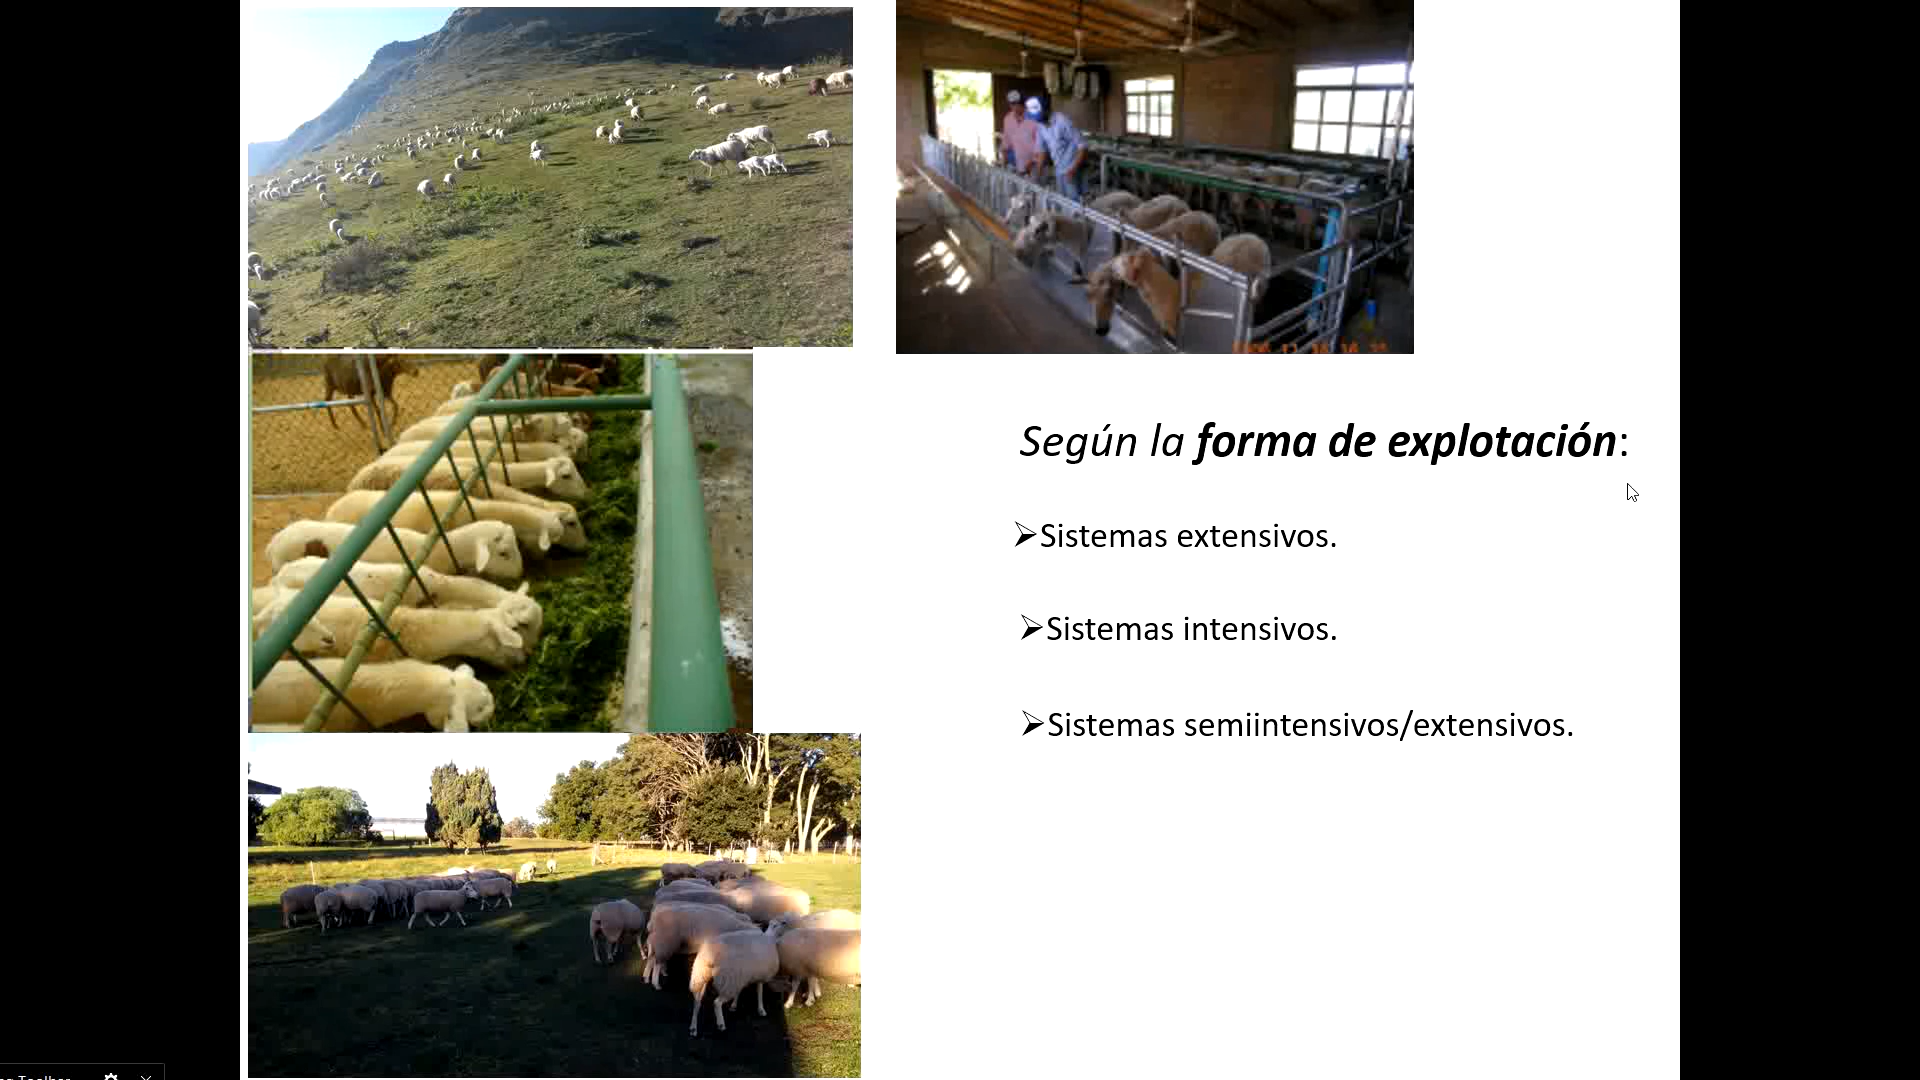 Según la forma de explotación:
➢Sistemas extensivos.
➢Sistemas intensivos.
➢Sistemas semiintensivos/extensivos.